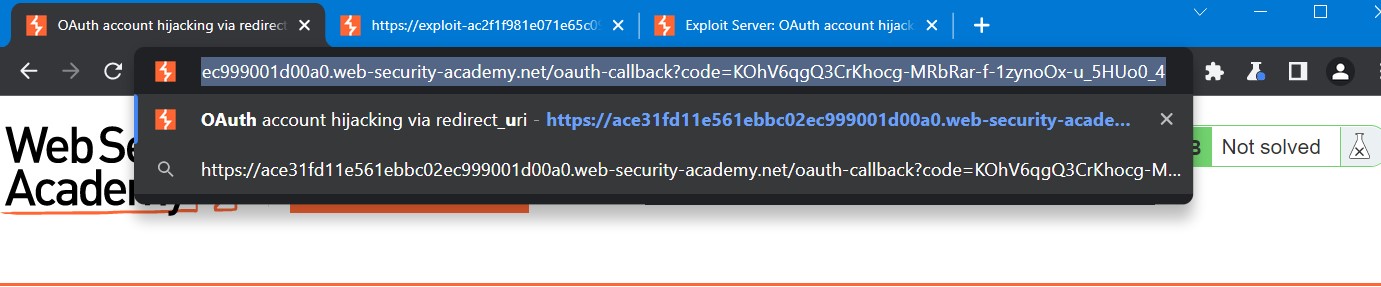 OAuth account hijacking via redirect
https://exploit-ac2f1f981e071e65c0
Exploit Server: OAuth account hijack
ec999001d00a0.web-security-academy.net/oauth-callback?code=KOhV6qgQ3CrKhocg-MRbRar-f-1zynoOx-u_5HUo0_4
OAuth account hijacking via redirect_uri - https://ace31fd11e561ebbc02ec999001d00a0.web-security-acade...
https://ace31fd11e561ebbc02ec999001d00a0.web-security-academy.net/oauth-callback?code=KOhV6qgQ3CrKhocg-M...
Web Se
Academy
Not solved